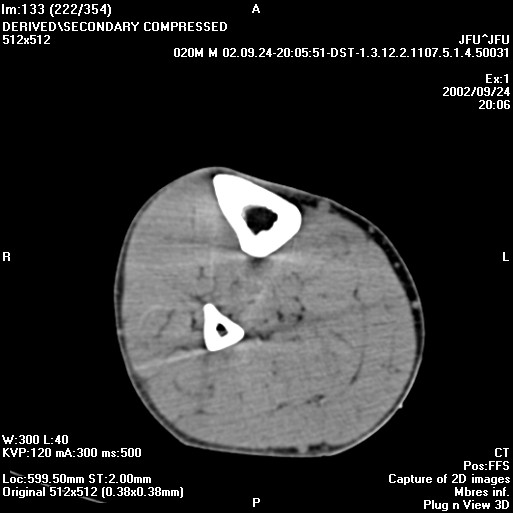 Im:133 (222/354)
A
DERIVED\SECONDARY COMPRESSED
512x512
JFU^JFU
020M M 02.09.24-20:05:51-DST-1.3.12.2.1107.5.1.4.50031
Ex:1
2002/09/24
20:06
R
L
W:300 L:40
KVP:120 mA:300 ms:500
CT
Pos:FFS
Loc:599.50mm ST:2.00mm
Capture of 2D images
Original 512x512 (0.38x0.38mm)
Mbres inf.
P
Plug n View 3D